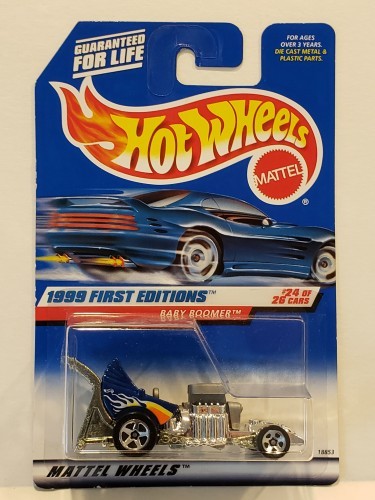 GUARANTEED
FOR LIFE
FOR AGES
OVER 3 YEARS.
DIE CAST METAL &
PLASTIC PARTS.
HOT WHEELS
MATTEL
®
1999 FIRST EDITIONS™
#24 OF
26 CARS
BABY BOOMER™
18853
MATTEL WHEELS™